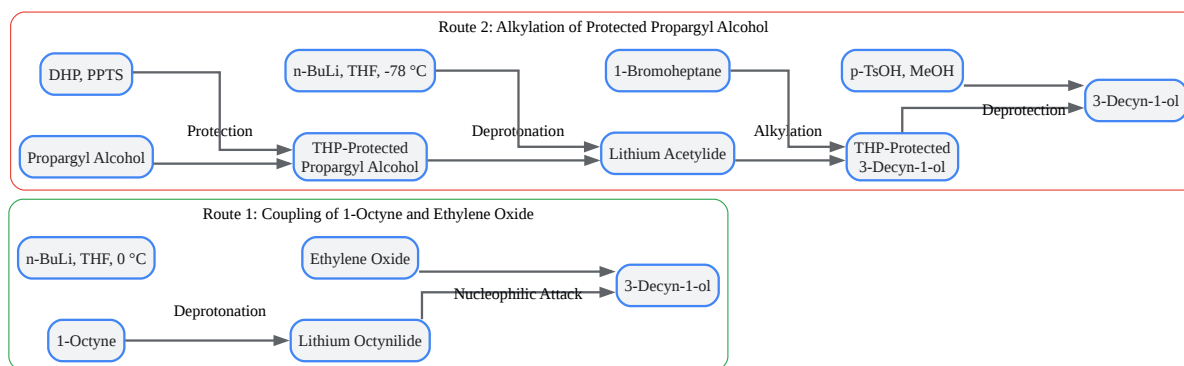 Route 2: Alkylation of Protected Propargyl Alcohol
DHP, PPTS
n-BuLi, THF, -78 °C
1-Bromoheptane
p-TsOH, MeOH
3-Decyn-1-ol
Deprotection
Protection
Deprotonation
Alkylation
Propargyl Alcohol
THP-Protected
Propargyl Alcohol
Lithium Acetylide
THP-Protected
3-Decyn-1-ol
Route 1: Coupling of 1-Octyne and Ethylene Oxide
n-BuLi, THF, 0 °C
Ethylene Oxide
3-Decyn-1-ol
Nucleophilic Attack
Deprotonation
1-Octyne
Lithium Octynilide